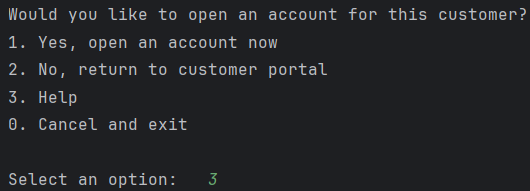 Would you like to open an account for this customer?
1. Yes, open an account now
2. No, return to customer portal
3. Help
0. Cancel and exit
Select an option: 3